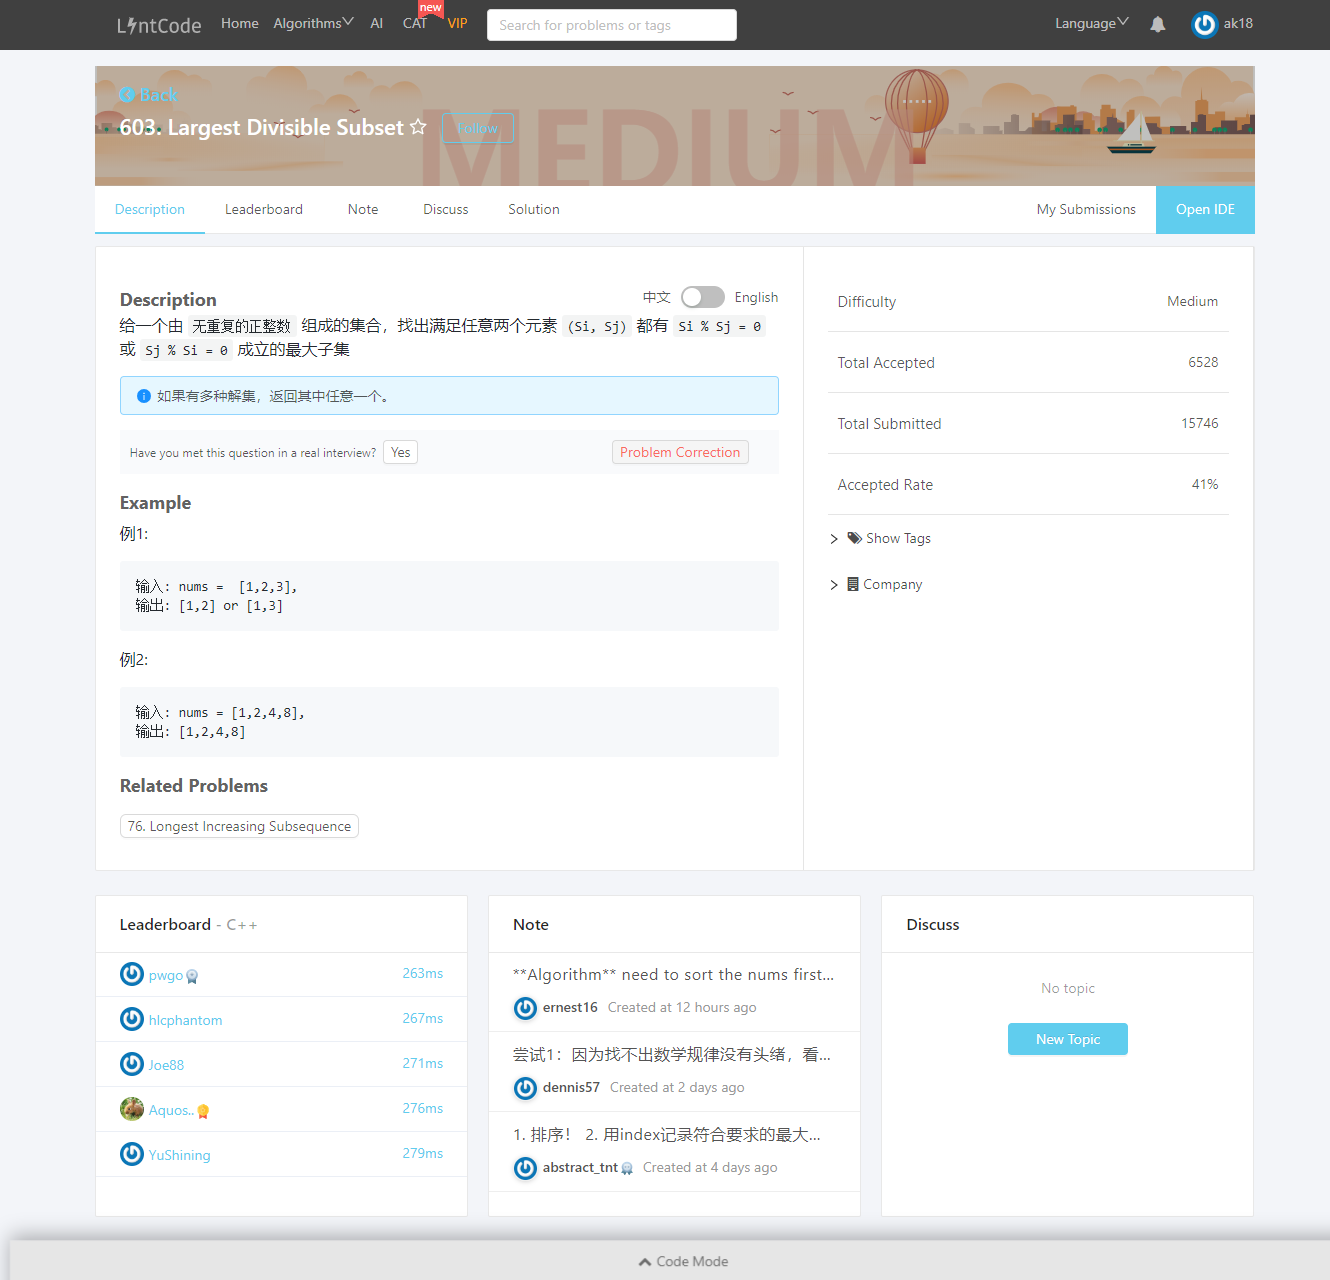 LintCode
Home
Algorithms
AI
CAT
new
VIP
Search for problems or tags
Language
ak18
Back
603. Largest Divisible Subset
Follow
MEDIUM
Description
Leaderboard
Note
Discuss
Solution
My Submissions
Open IDE
Description
中文
English
给一个由 无重复的正整数 组成的集合，找出满足任意两个元素 (Si, Sj) 都有 Si % Sj = 0
或 Sj % Si = 0 成立的最大子集
如果有多种解集，返回其中任意一个。
Have you met this question in a real interview?
Yes
Problem Correction
Example
例1:
输入: nums =  [1,2,3],
输出: [1,2] or [1,3]
例2:
输入: nums = [1,2,4,8],
输出: [1,2,4,8]
Related Problems
76. Longest Increasing Subsequence
Difficulty
Medium
Total Accepted
6528
Total Submitted
15746
Accepted Rate
41%
Show Tags
Company
Leaderboard - C++
pwgo
263ms
hlcphantom
267ms
Joe88
271ms
Aquos..
276ms
YuShining
279ms
Note
**Algorithm** need to sort the nums first...
ernest16 Created at 12 hours ago
尝试1：因为找不出数学规律没有头绪，看...
dennis57 Created at 2 days ago
1. 排序！ 2. 用index记录符合要求的最大...
abstract_tnt Created at 4 days ago
Discuss
No topic
New Topic
Code Mode